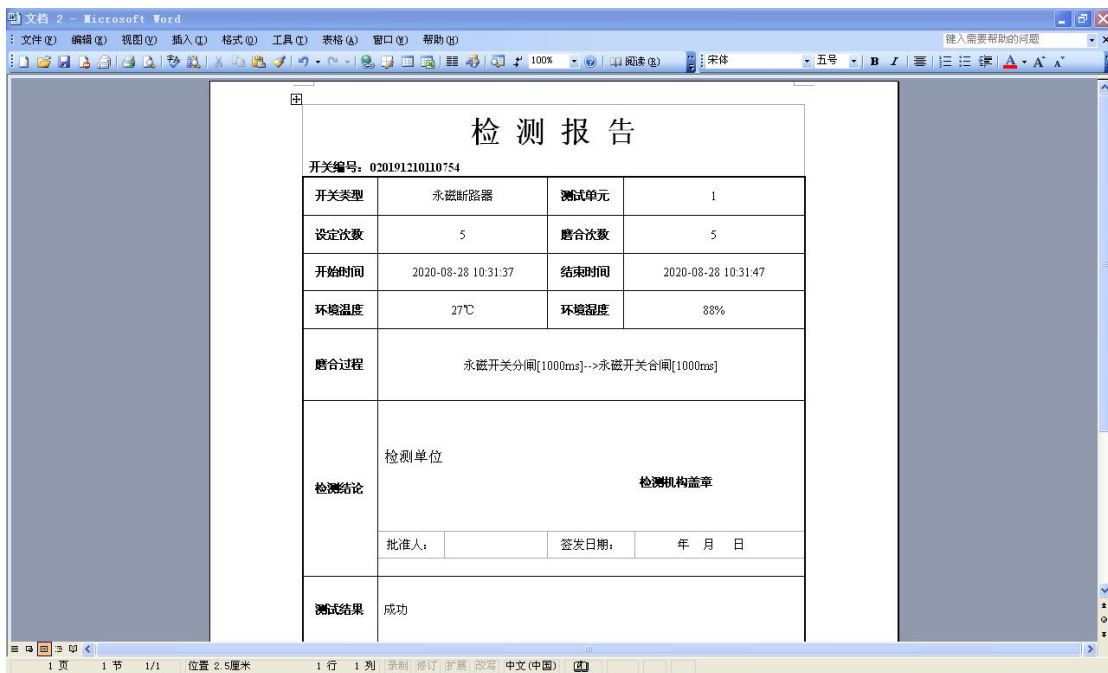 文档 2 - Microsoft Word
文件(F) 编辑(E) 视图(V) 插入(I) 格式(O) 工具(T) 表格(A) 窗口(W) 帮助(H) 键入需要帮助的问题
100% 阅读(R) 宋体 五号 B I A A A
检 测 报 告
开关编号：020191210110754
开关类型 永磁断路器 测试单元 1
设定次数 5 磨合次数 5
开始时间 2020-08-28 10:31:37 结束时间 2020-08-28 10:31:47
环境温度 27℃ 环境湿度 88%
磨合过程 永磁开关分闸[1000ms]-->永磁开关合闸[1000ms]
检测单位
检测机构盖章
检测结论
批准人： 签发日期： 年 月 日
测试结果 成功
1 页 1 节 1/1 位置 2.5厘米 1 行 1 列 录制 修订 扩展 改写 中文(中国)